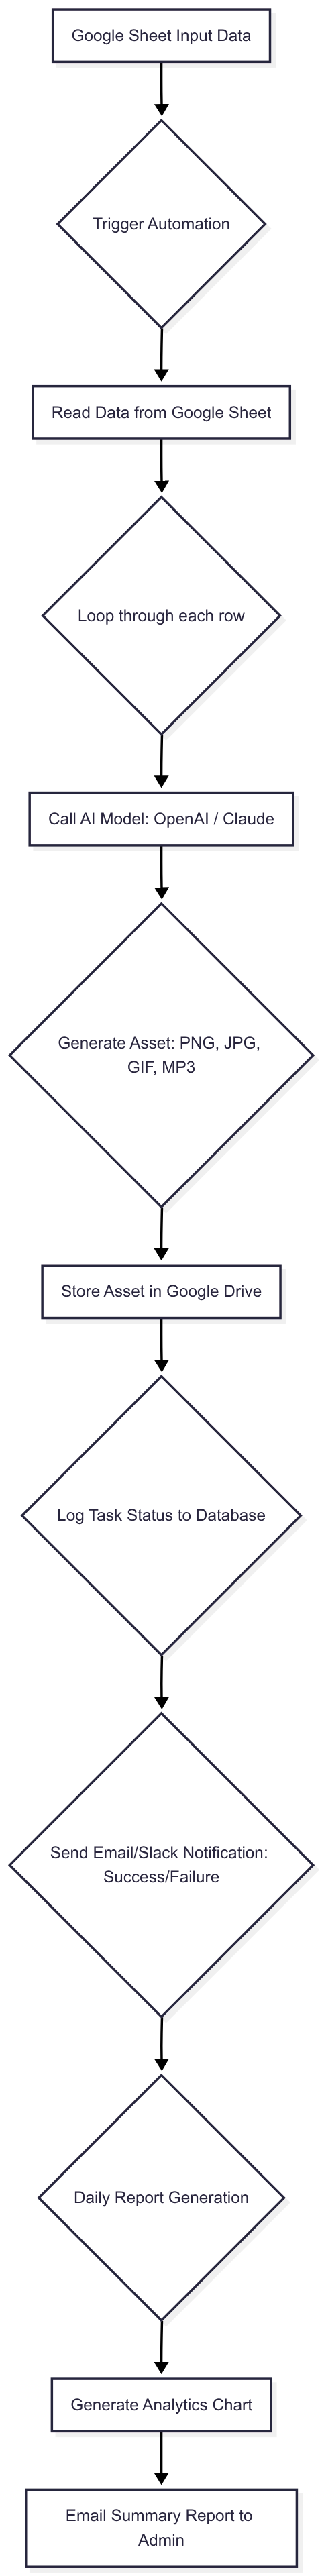 Google Sheet Input Data
Trigger Automation
Read Data from Google Sheet
Loop through each row
Call AI Model: OpenAI / Claude
Generate Asset: PNG, JPG,
GIF, MP3
Store Asset in Google Drive
Log Task Status to Database
Send Email/Slack Notification:
Success/Failure
Daily Report Generation
Generate Analytics Chart
Email Summary Report to
Admin